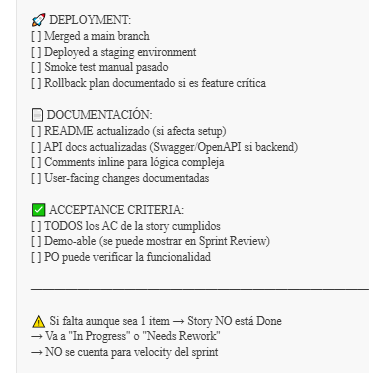 🚀 DEPLOYMENT:
[ ] Merged a main branch
[ ] Deployed a staging environment
[ ] Smoke test manual pasado
[ ] Rollback plan documentado si es feature crítica
📄 DOCUMENTACIÓN:
[ ] README actualizado (si afecta setup)
[ ] API docs actualizadas (Swagger/OpenAPI si backend)
[ ] Comments inline para lógica compleja
[ ] User-facing changes documentadas
✅ ACCEPTANCE CRITERIA:
[ ] TODOS los AC de la story cumplidos
[ ] Demo-able (se puede mostrar en Sprint Review)
[ ] PO puede verificar la funcionalidad
⚠️ Si falta aunque sea 1 item → Story NO está Done
→ Va a "In Progress" o "Needs Rework"
→ NO se cuenta para velocity del sprint